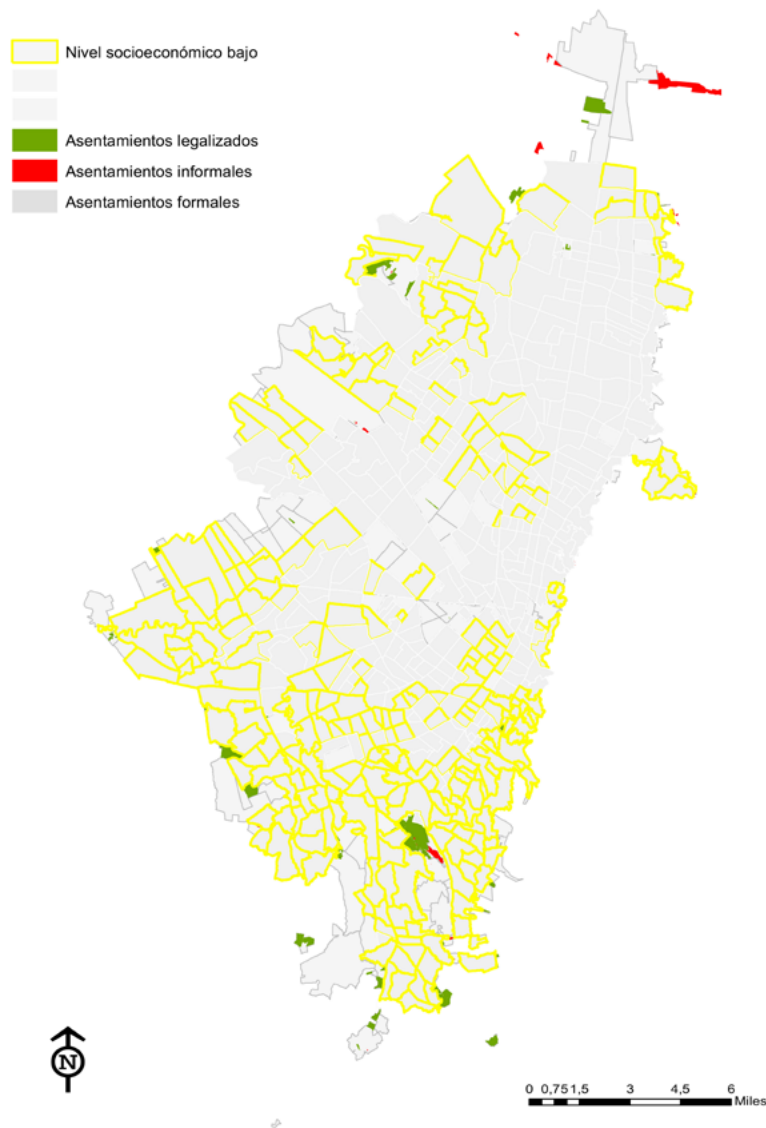 Nivel socioeconómico bajo
Asentamientos legalizados
Asentamientos informales
Asentamientos formales
N
0 0,75 1,5 3 4,5 6
Miles